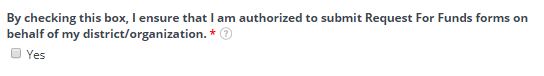 By checking this box, I ensure that I am authorized to submit Request For Funds forms on
behalf of my district/organization. * ?
Yes